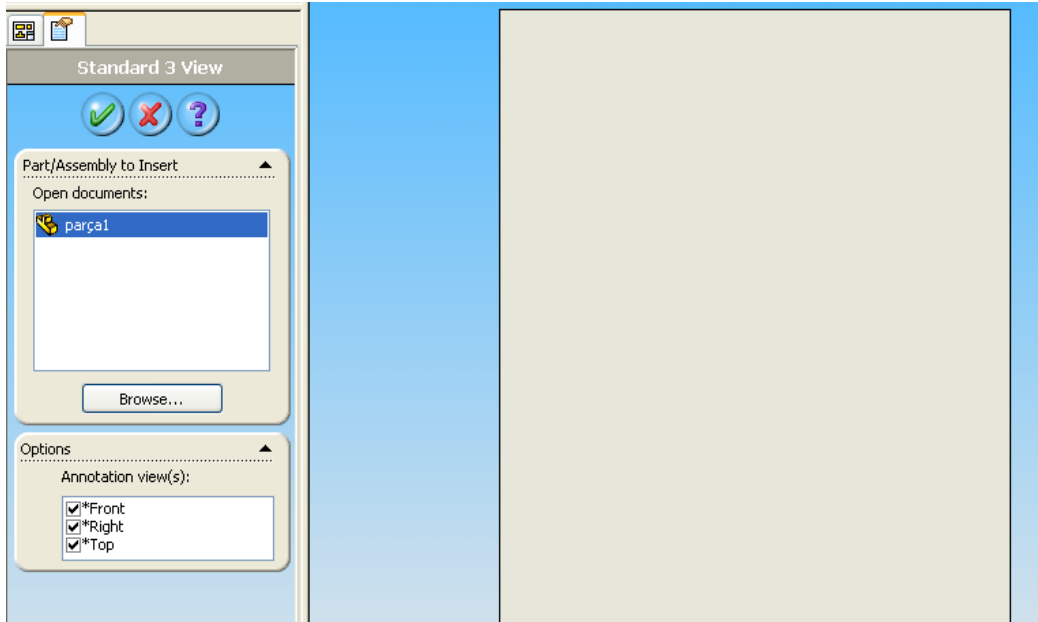 Standard 3 View
?
Part/Assembly to Insert
Open documents:
parça1
Browse...
Options
Annotation view(s):
*Front
*Right
*Top